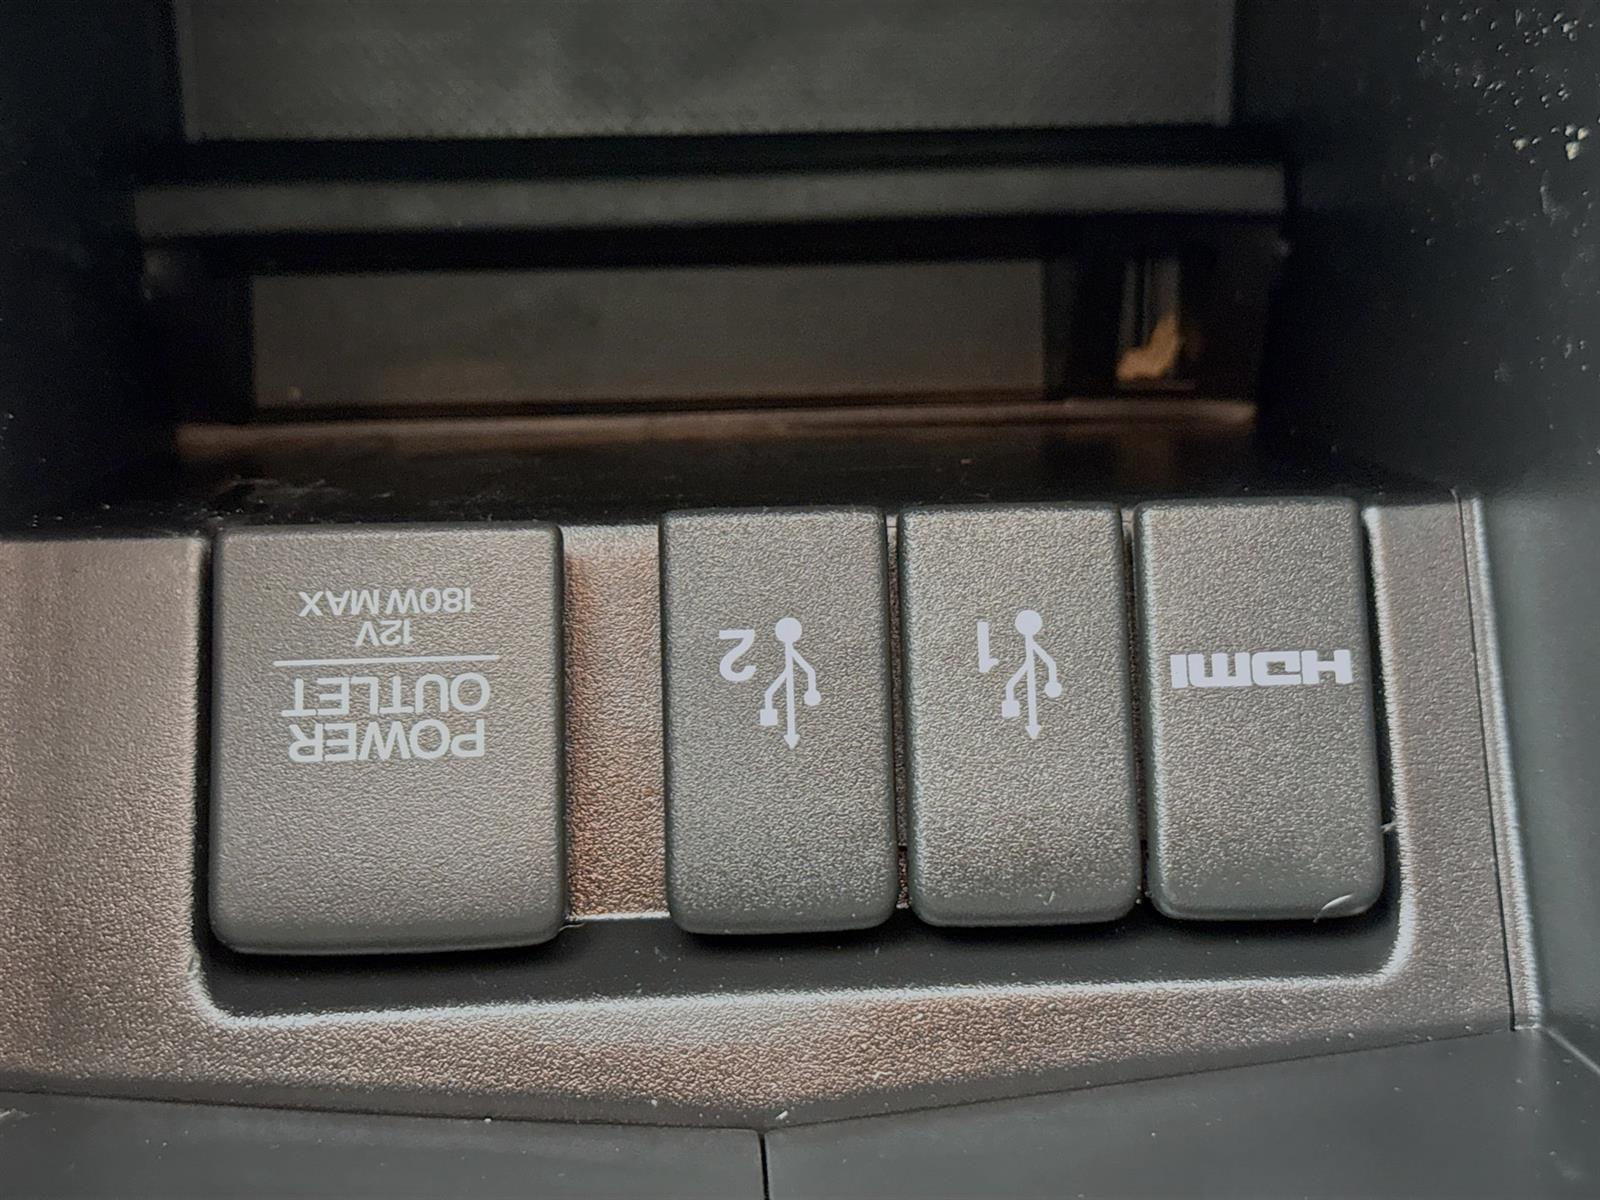 HDMI
1
2
POWER
OUTLET
12V
180W MAX